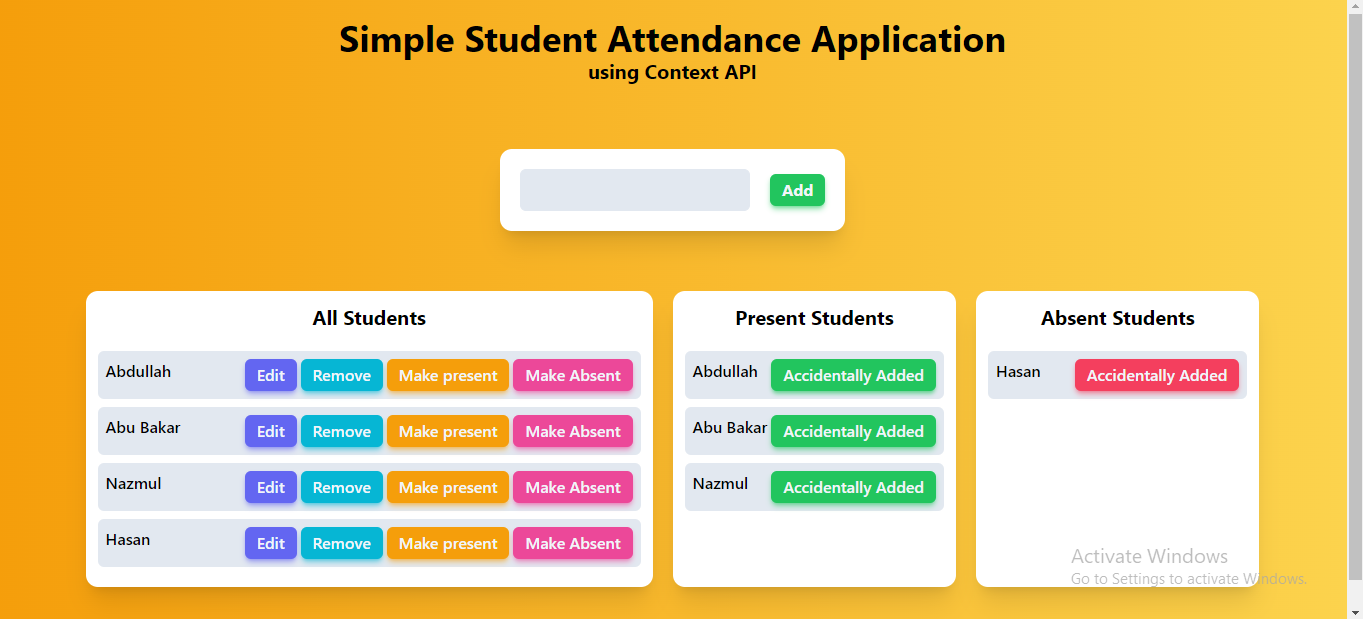 Simple Student Attendance Application
using Context API
Add
All Students
Abdullah Edit Remove Make present Make Absent
Abu Bakar Edit Remove Make present Make Absent
Nazmul Edit Remove Make present Make Absent
Hasan Edit Remove Make present Make Absent
Present Students
Abdullah Accidentally Added
Abu Bakar Accidentally Added
Nazmul Accidentally Added
Absent Students
Hasan Accidentally Added
Activate Windows
Go to Settings to activate Windows.